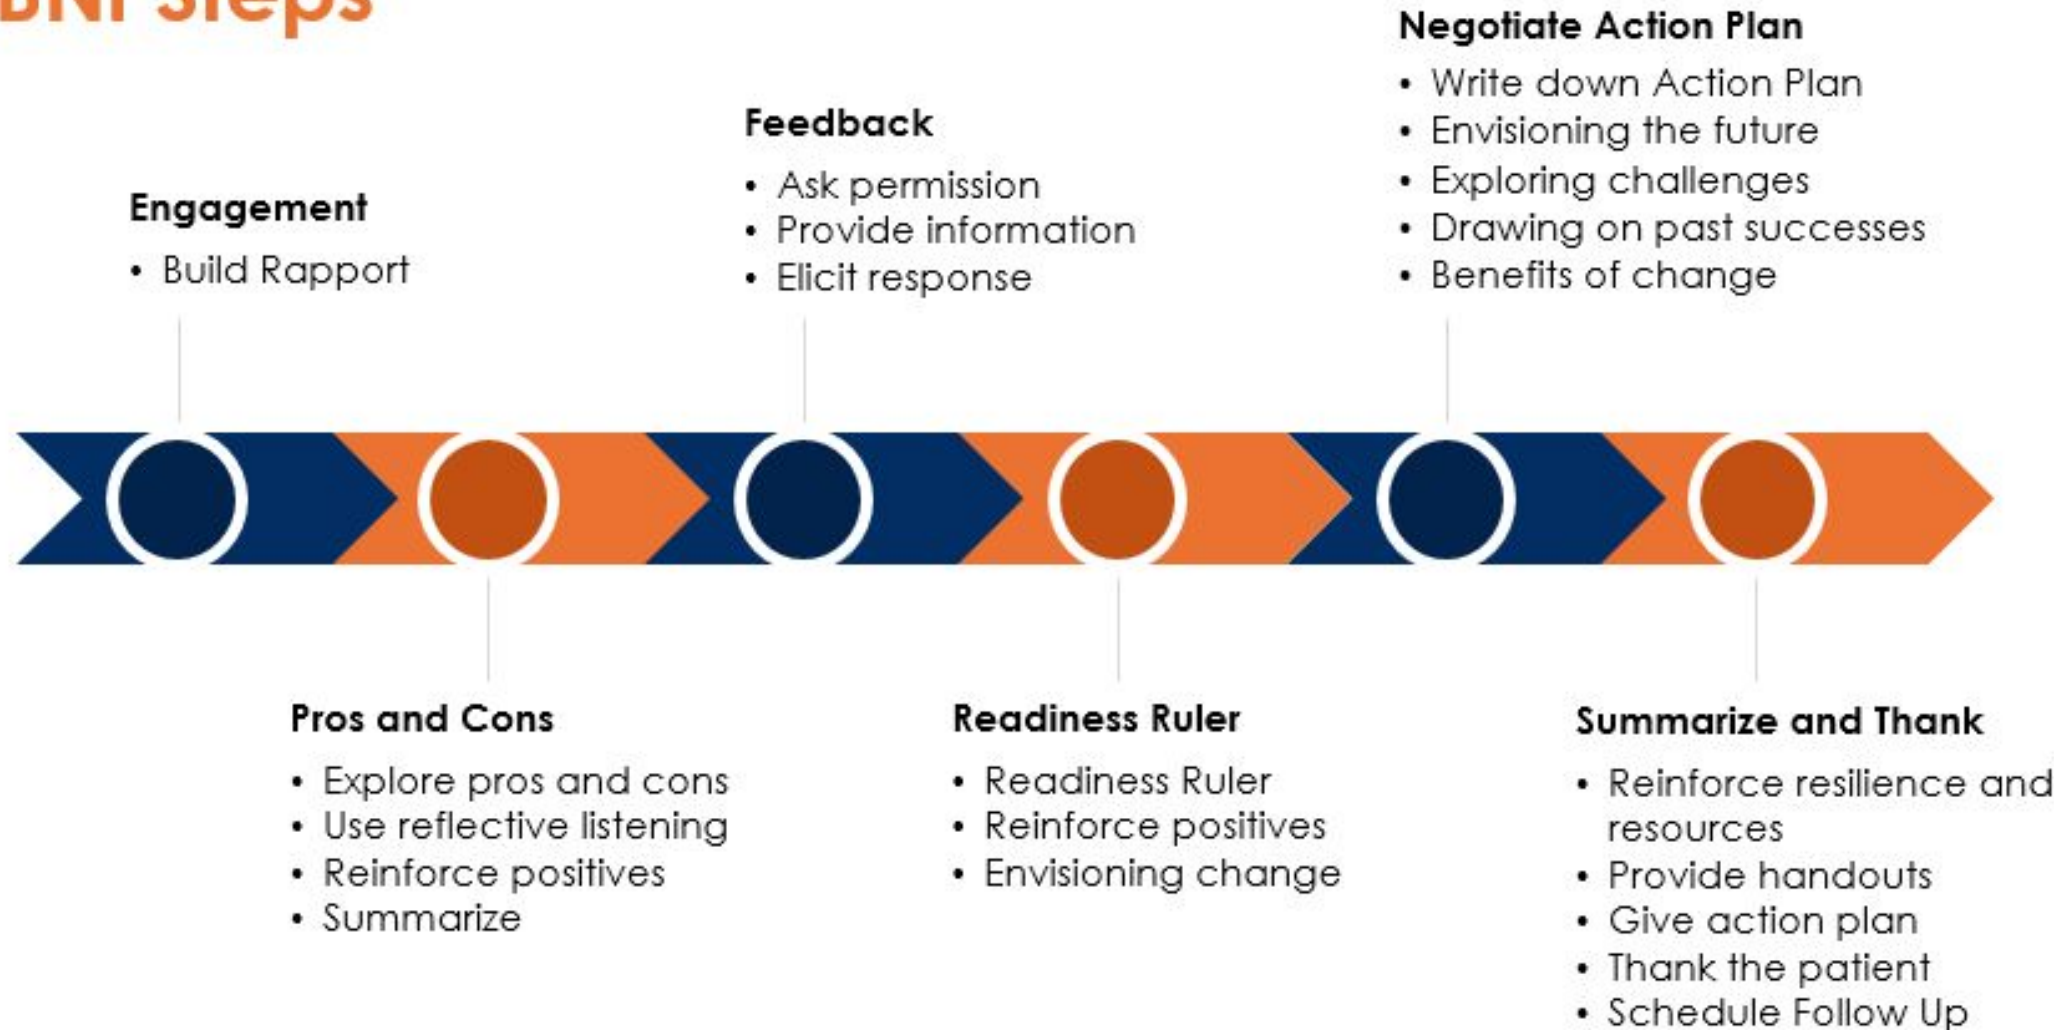 BNI Steps
Engagement
• Build Rapport
Pros and Cons
• Explore pros and cons
• Use reflective listening
• Reinforce positives
• Summarize
Feedback
• Ask permission
• Provide information
• Elicit response
Readiness Ruler
• Readiness Ruler
• Reinforce positives
• Envisioning change
Negotiate Action Plan
• Write down Action Plan
• Envisioning the future
• Exploring challenges
• Drawing on past successes
• Benefits of change
Summarize and Thank
• Reinforce resilience and
resources
• Provide handouts
• Give action plan
• Thank the patient
• Schedule Follow Up